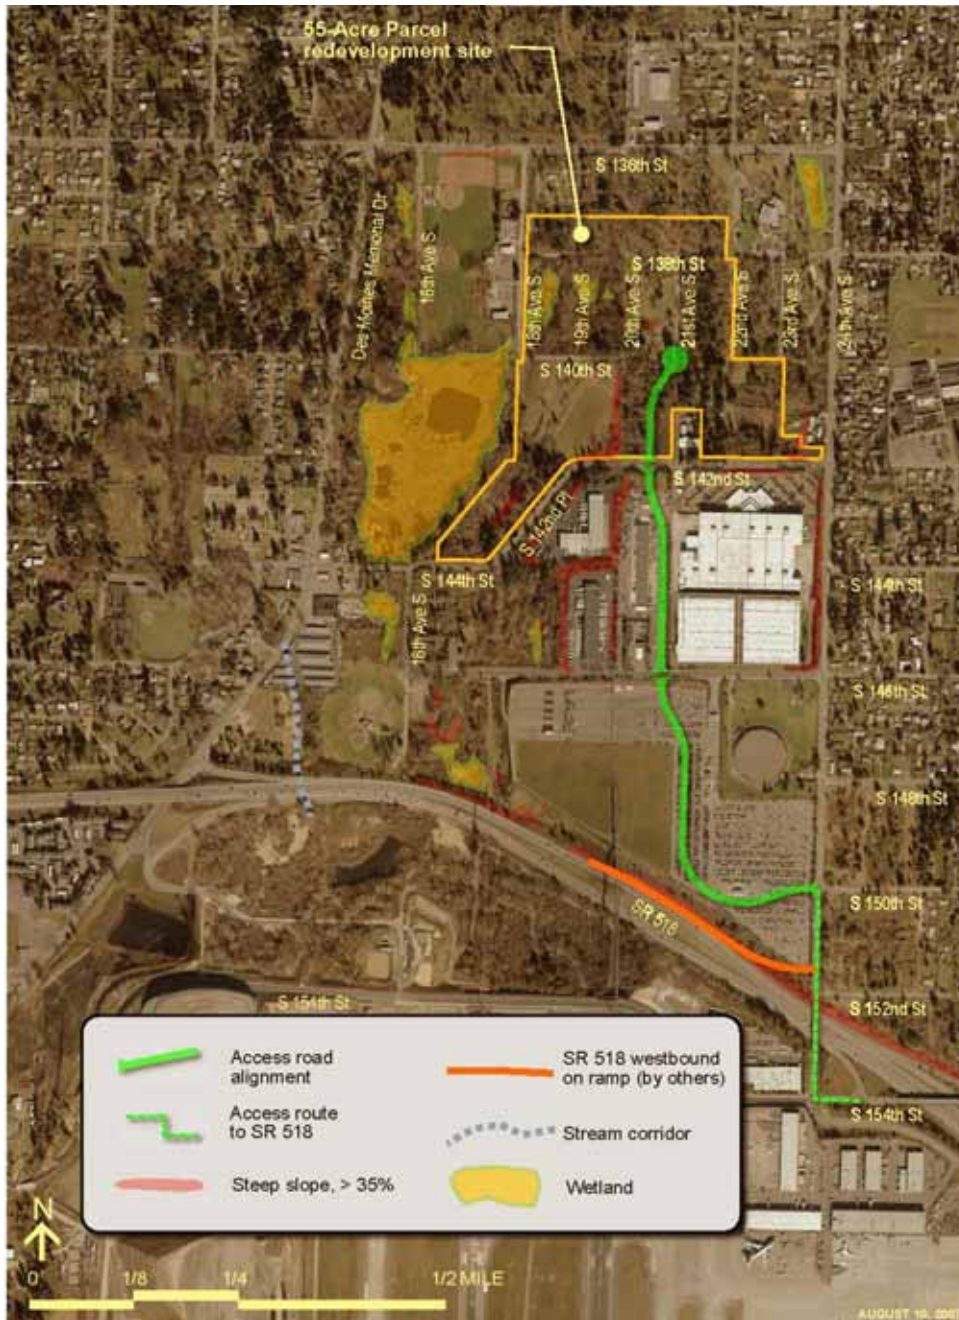 55-Acre Parcel
redevelopment site
S 136th St
Des Moines Memorial Dr
16th Ave S
S 138th St
18th Ave S
19th Ave S
20th Ave S
21st Ave S
22nd Ave S
23rd Ave S
24th Ave S
S 140th St
S 142nd St
S 142nd Pl
S 144th St
S 144th St
16th Ave S
S 146th St
S 148th St
S 150th St
SR 518
S 152nd St
S 154th St
S 154th St
Access road
alignment
SR 518 westbound
on ramp (by others)
Access route
to SR 518
Stream corridor
Steep slope, > 35%
Wetland
N
0 1/8 1/4 1/2 MILE
AUGUST 10,